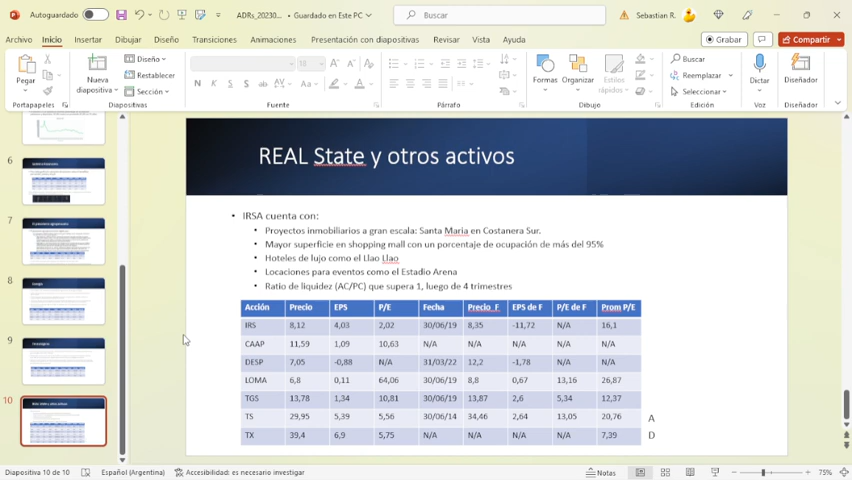 Autoguardado
ADRs_20230... • Guardado en Este PC
Buscar
Sebastian R.
Archivo Inicio Insertar Dibujar Diseño Transiciones Animaciones Presentación con diapositivas Revisar Vista Ayuda
Grabar
Compartir
Pegar
Nueva diapositiva
Diseño
Restablecer
Sección
18
N K S S ab AV Aa A
Formas
Organizar
Estilos rápidos
Buscar
Reemplazar
Seleccionar
Dictar
Diseñador
Portapapeles
Diapositivas
Fuente
Párrafo
Dibujo
Edición
Voz
Diseñador
6
7
8
9
10
REAL State y otros activos
• IRSA cuenta con:
• Proyectos inmobiliarios a gran escala: Santa Maria en Costanera Sur.
• Mayor superficie en shopping mall con un porcentaje de ocupación de más del 95%
• Hoteles de lujo como el Llao Llao
• Locaciones para eventos como el Estadio Arena
• Ratio de liquidez (AC/PC) que supera 1, luego de 4 trimestres
Acción Precio EPS P/E Fecha Precio F EPS de F P/E de F Prom P/E
IRS 8,12 4,03 2,02 30/06/19 8,35 -11,72 N/A 16,1
CAAP 11,59 1,09 10,63 N/A N/A N/A N/A N/A
DESP 7,05 -0,88 N/A 31/03/22 12,2 -1,78 N/A N/A
LOMA 6,8 0,11 64,06 30/06/19 8,8 0,67 13,16 26,87
TGS 13,78 1,34 10,81 30/06/19 13,87 2,6 5,34 12,37
TS 29,95 5,39 5,56 30/06/14 34,46 2,64 13,05 20,76 A
TX 39,4 6,9 5,75 N/A N/A N/A N/A 7,39 D
Diapositiva 10 de 10
Español (Argentina)
Accesibilidad: es necesario investigar
Notas
75%